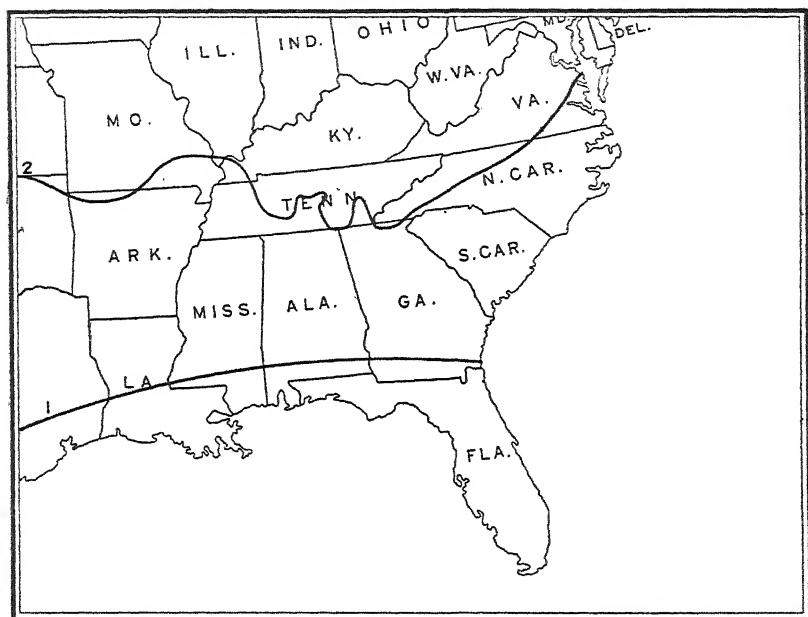 MD.
DEL.
OHIO
IND.
ILL.
W.VA.
VA.
MO.
KY.
2
TEN'N
N.CAR.
ARK.
S.CAR.
MISS.
ALA.
GA.
LA
1
FLA.